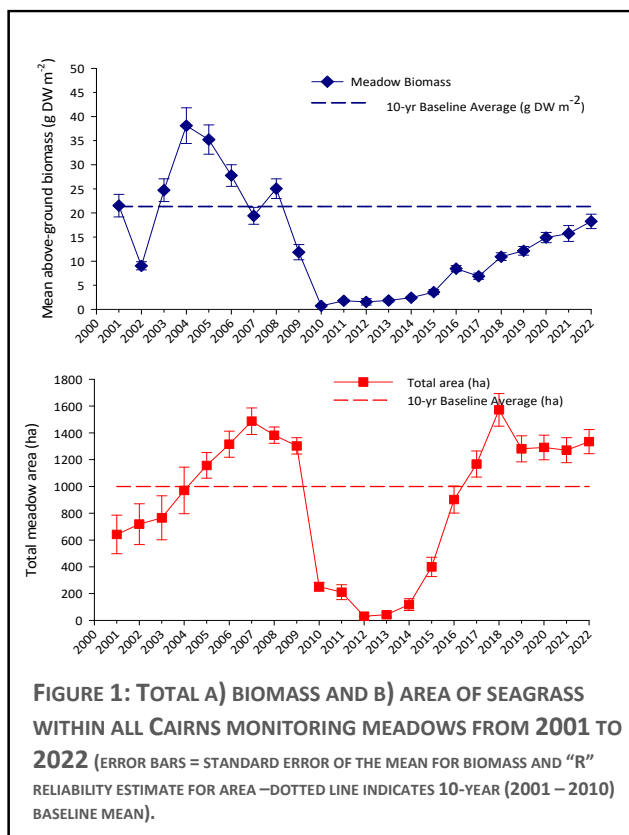 50
45
40
35
30
25
20
15
10
5
0
Mean above-ground biomass (g DW m-2)
Meadow Biomass
10-yr Baseline Average (g DW m-2)
2000 2001 2002 2003 2004 2005 2006 2007 2008 2009 2010 2011 2012 2013 2014 2015 2016 2017 2018 2019 2020 2021 2022
1800
1600
1400
1200
1000
800
600
400
200
0
Total meadow area (ha)
Total area (ha)
10-yr Baseline Average (ha)
2000 2001 2002 2003 2004 2005 2006 2007 2008 2009 2010 2011 2012 2013 2014 2015 2016 2017 2018 2019 2020 2021 2022
FIGURE 1: TOTAL A) BIOMASS AND B) AREA OF SEAGRASS
WITHIN ALL CAIRNS MONITORING MEADOWS FROM 2001 TO
2022 (ERROR BARS = STANDARD ERROR OF THE MEAN FOR BIOMASS AND "R"
RELIABILITY ESTIMATE FOR AREA –DOTTED LINE INDICATES 10-YEAR (2001 – 2010)
BASELINE MEAN).